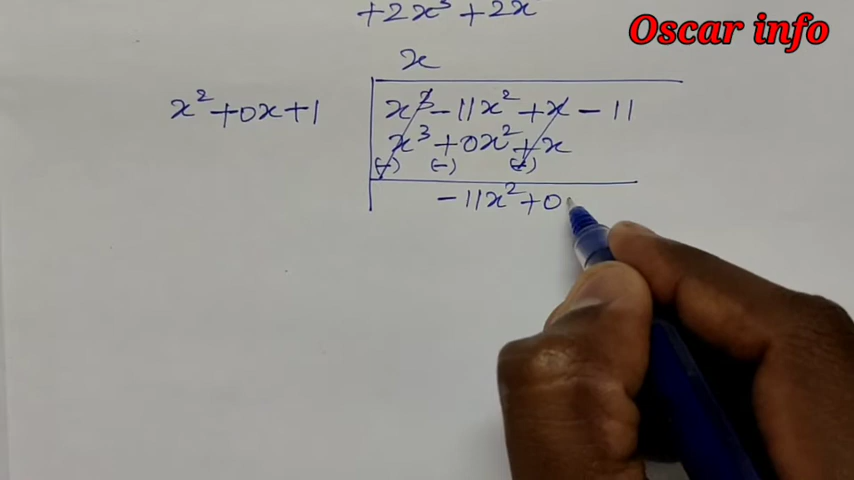 +2x³ +2x
Oscar info
x
x² +0x+1 x³ -11x² +x -11
x³ +0x² +x
(-) (-) (-)
-11x² +0